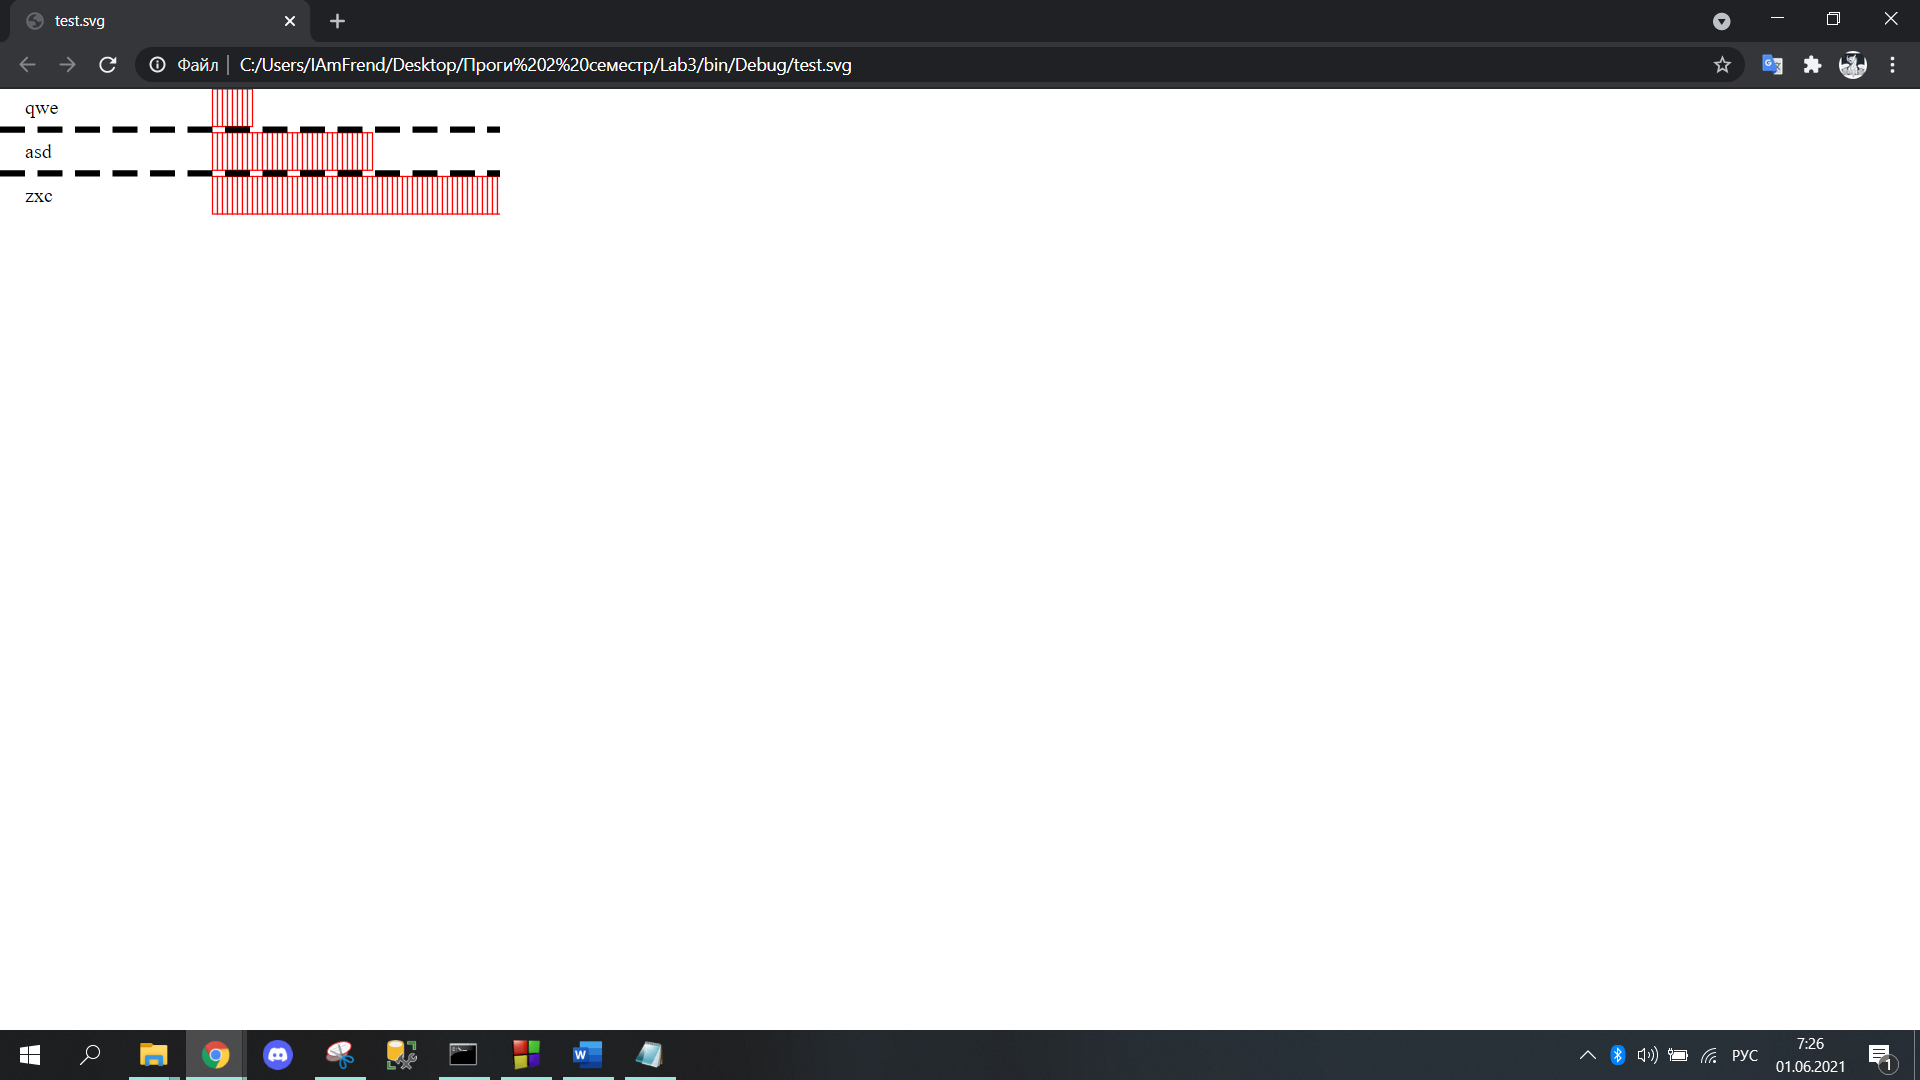 test.svg
Файл C:/Users/IAmFrend/Desktop/Проги%202%20семестр/Lab3/bin/Debug/test.svg
qwe
asd
zxc
РУС
7:26
01.06.2021
1